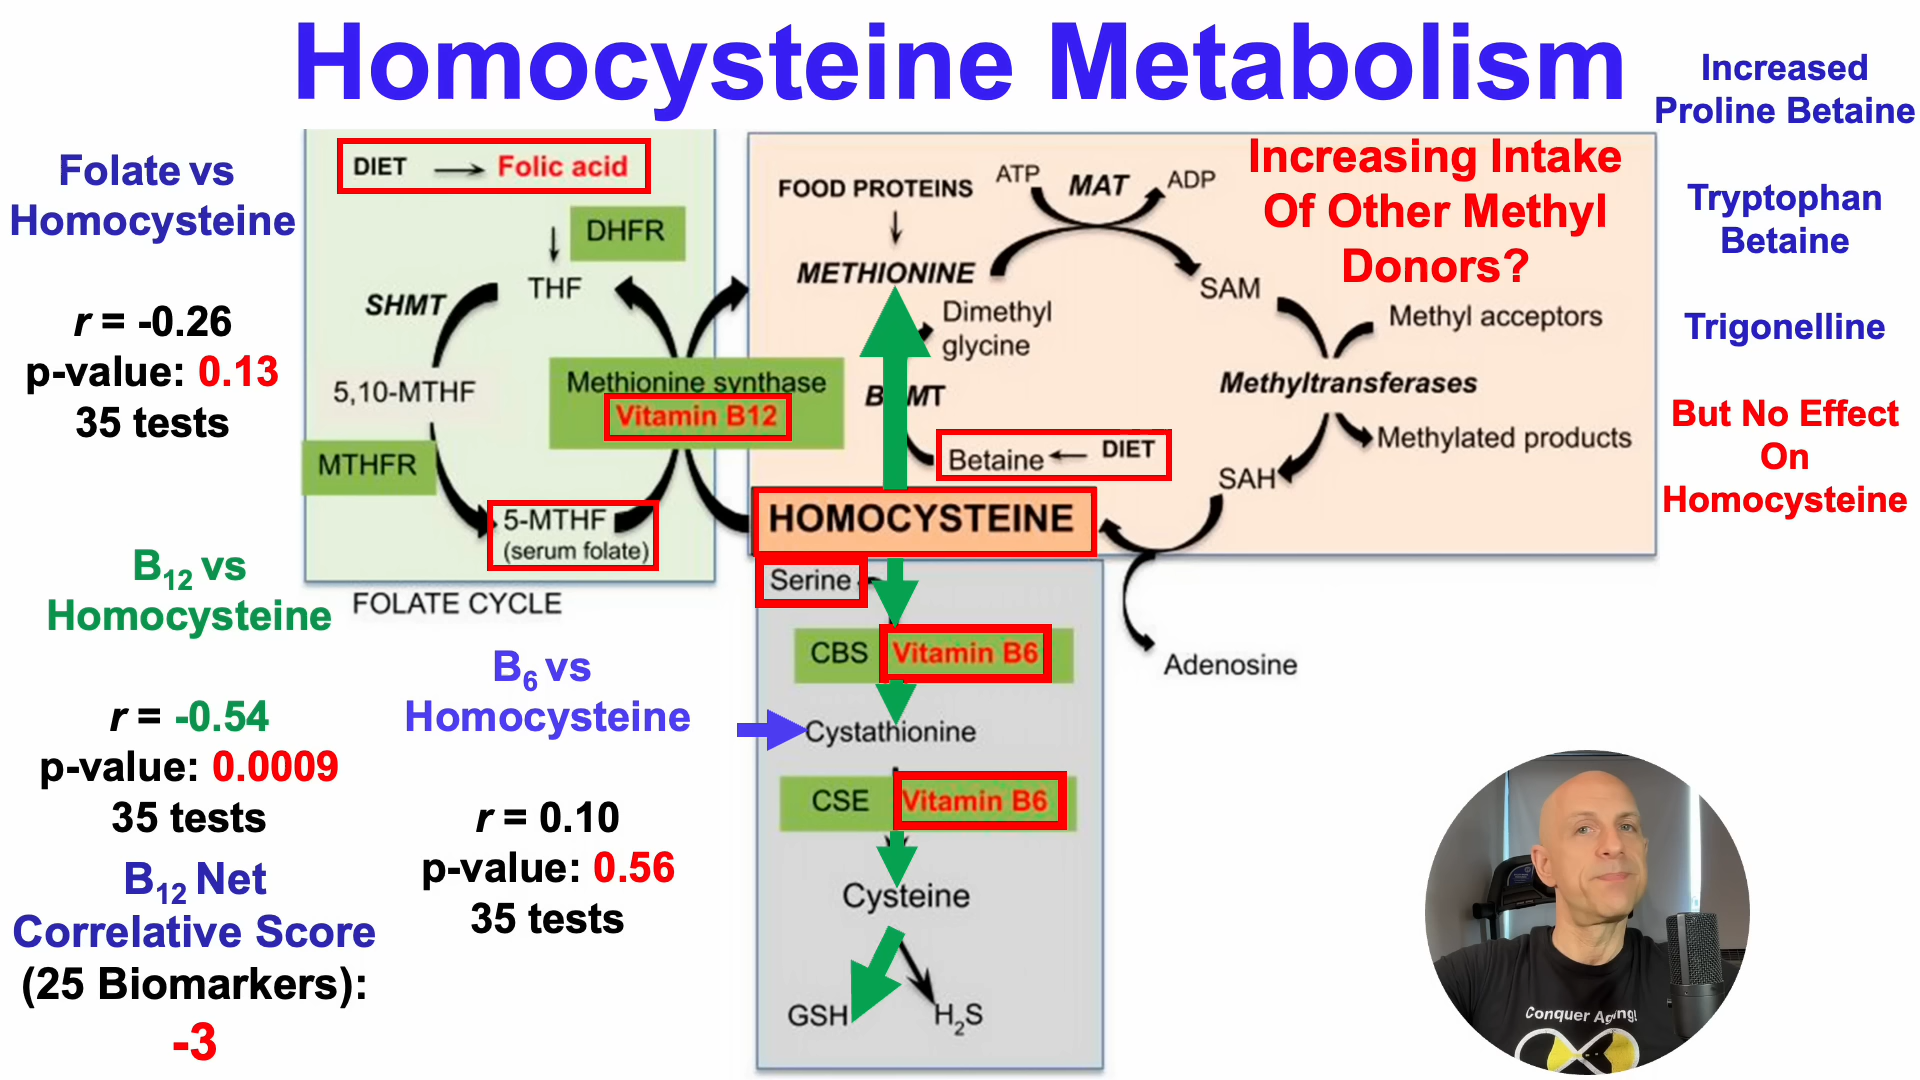 Homocysteine Metabolism
Increased
Proline Betaine
Tryptophan
Betaine
Trigonelline
But No Effect
On
Homocysteine
Folate vs
Homocysteine
r = -0.26
p-value: 0.13
35 tests
B12 vs
Homocysteine
r = -0.54
p-value: 0.0009
35 tests
B12 Net
Correlative Score
(25 Biomarkers):
-3
B6 vs
Homocysteine
r = 0.10
p-value: 0.56
35 tests
DIET → Folic acid
DHFR
THF
SHMT
5,10-MTHF
MTHFR
5-MTHF
(serum folate)
FOLATE CYCLE
Methionine synthase
Vitamin B12
FOOD PROTEINS
METHIONINE
ATP
MAT
ADP
Increasing Intake
Of Other Methyl
Donors?
SAM
Methyl acceptors
Methyltransferases
Methylated products
SAH
Adenosine
Dimethyl
glycine
Betaine ← DIET
HOMOCYSTEINE
Serine
CBS Vitamin B6
Cystathionine
CSE Vitamin B6
Cysteine
GSH
H2S
Conquer Aging!